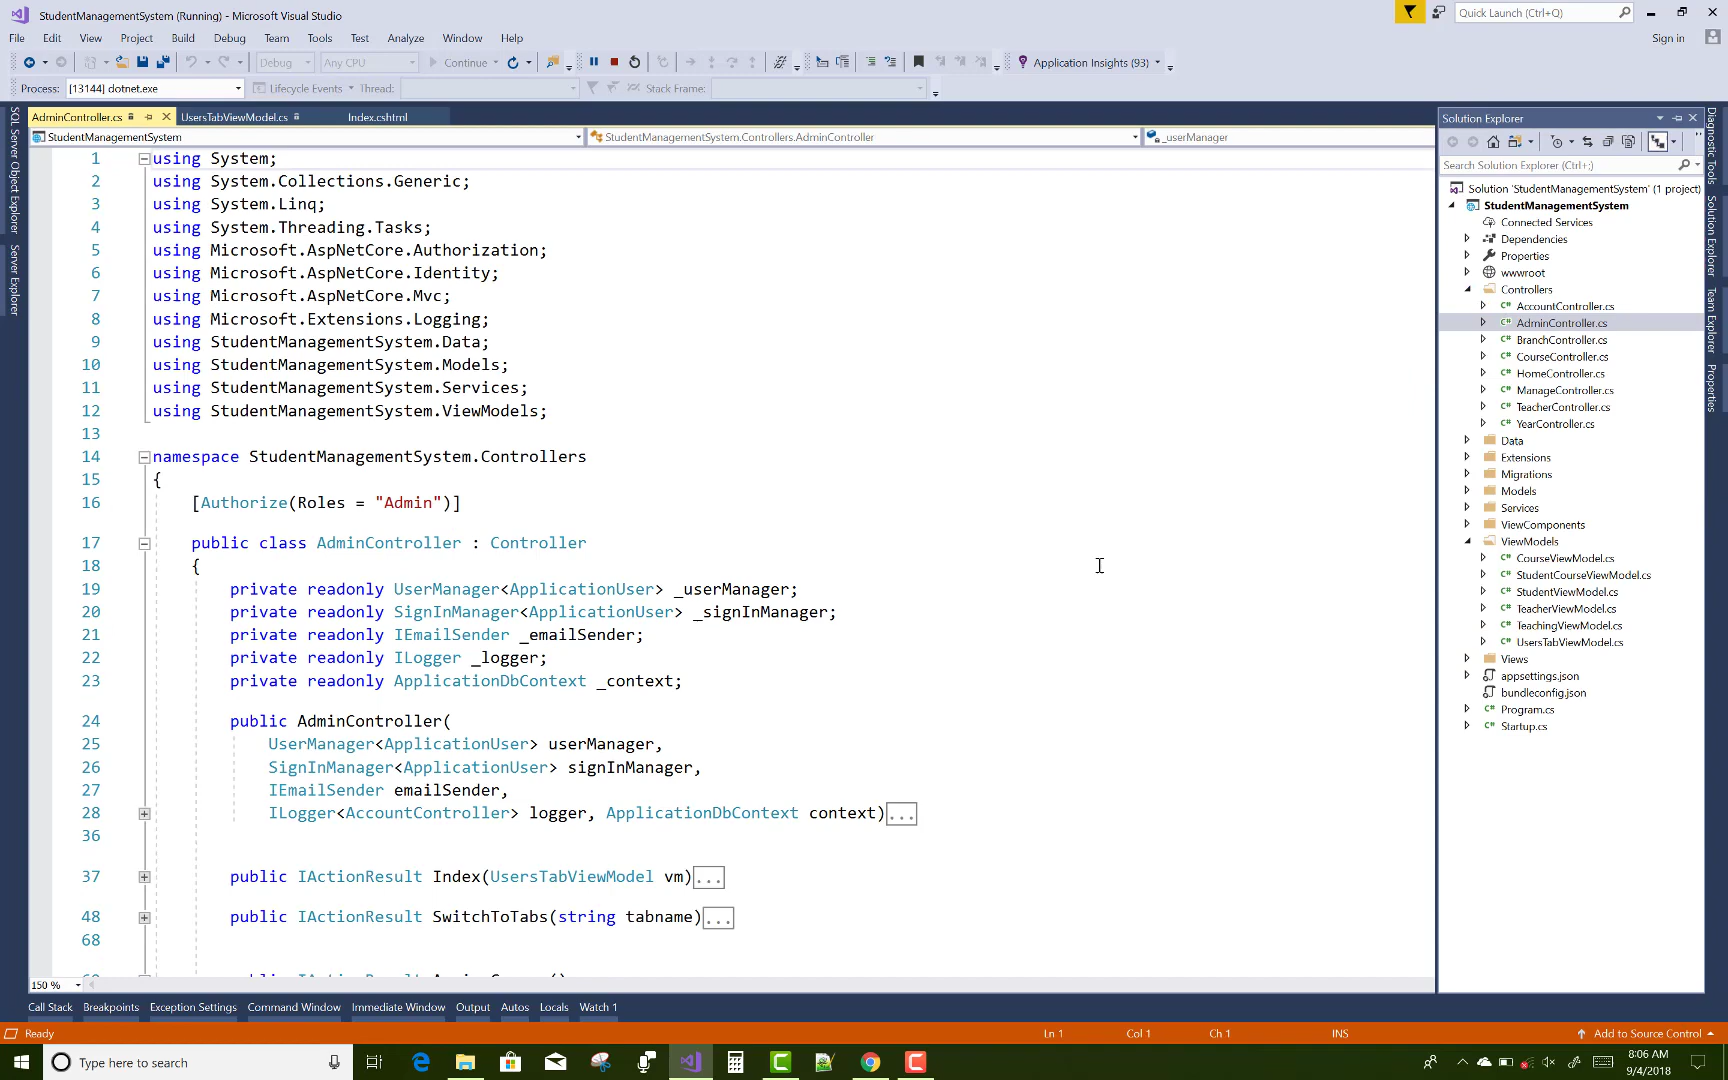 StudentManagementSystem (Running) - Microsoft Visual Studio
Quick Launch (Ctrl+Q)
File Edit View Project Build Debug Team Tools Test Analyze Window Help
Sign in
Debug Any CPU Continue Application Insights (93)
Process: [13144] dotnet.exe Lifecycle Events Thread: Stack Frame:
SQL Server Object Explorer
Server Explorer
AdminController.cs UsersTabViewModel.cs Index.cshtml
StudentManagementSystem StudentManagementSystem.Controllers.AdminController _userManager
1 using System;
2 using System.Collections.Generic;
3 using System.Linq;
4 using System.Threading.Tasks;
5 using Microsoft.AspNetCore.Authorization;
6 using Microsoft.AspNetCore.Identity;
7 using Microsoft.AspNetCore.Mvc;
8 using Microsoft.Extensions.Logging;
9 using StudentManagementSystem.Data;
10 using StudentManagementSystem.Models;
11 using StudentManagementSystem.Services;
12 using StudentManagementSystem.ViewModels;
13
14 namespace StudentManagementSystem.Controllers
15 {
16 [Authorize(Roles = "Admin")]
17 public class AdminController : Controller
18 {
19 private readonly UserManager<ApplicationUser> _userManager;
20 private readonly SignInManager<ApplicationUser> _signInManager;
21 private readonly IEmailSender _emailSender;
22 private readonly ILogger _logger;
23 private readonly ApplicationDbContext _context;
24 public AdminController(
25 UserManager<ApplicationUser> userManager,
26 SignInManager<ApplicationUser> signInManager,
27 IEmailSender emailSender,
28 ILogger<AccountController> logger, ApplicationDbContext context)...
36
37 public IActionResult Index(UsersTabViewModel vm)...
48 public IActionResult SwitchToTabs(string tabname)...
68
150 %
Solution Explorer
Search Solution Explorer (Ctrl+;)
Solution 'StudentManagementSystem' (1 project)
StudentManagementSystem
Connected Services
Dependencies
Properties
wwwroot
Controllers
C# AccountController.cs
C# AdminController.cs
C# BranchController.cs
C# CourseController.cs
C# HomeController.cs
C# ManageController.cs
C# TeacherController.cs
C# YearController.cs
Data
Extensions
Migrations
Models
Services
ViewComponents
ViewModels
C# CourseViewModel.cs
C# StudentCourseViewModel.cs
C# StudentViewModel.cs
C# TeacherViewModel.cs
C# TeachingViewModel.cs
C# UsersTabViewModel.cs
Views
appsettings.json
bundleconfig.json
C# Program.cs
C# Startup.cs
Diagnostic Tools
Solution Explorer
Team Explorer
Properties
Call Stack Breakpoints Exception Settings Command Window Immediate Window Output Autos Locals Watch 1
Ready Ln 1 Col 1 Ch 1 INS Add to Source Control
Type here to search
8:06 AM
9/4/2018